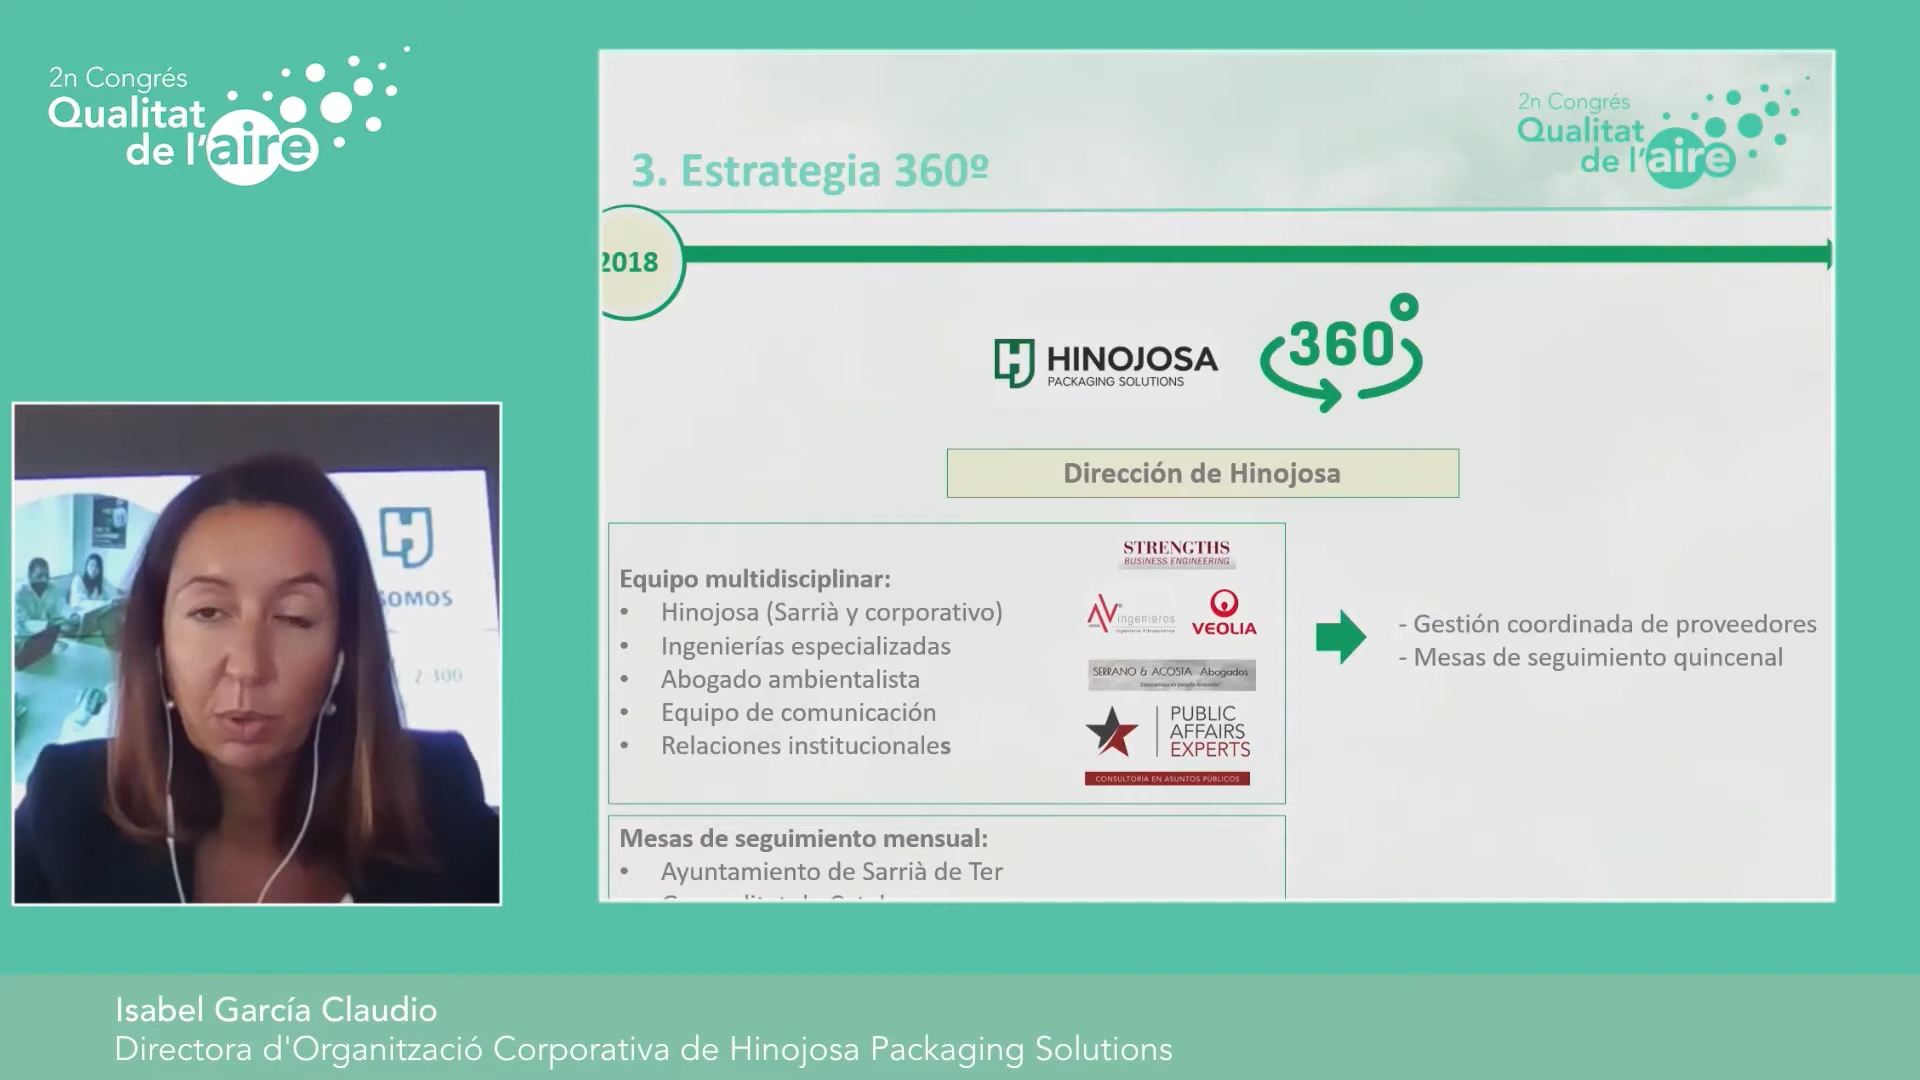 2n Congrés
Qualitat
de l'aire
2n Congrés
Qualitat
de l'aire
3. Estrategia 360º
2018
HINOJOSA
PACKAGING SOLUTIONS
360°
Dirección de Hinojosa
Equipo multidisciplinar:
• Hinojosa (Sarrià y corporativo)
• Ingenierías especializadas
• Abogado ambientalista
• Equipo de comunicación
• Relaciones institucionales
STRENGTHS
BUSINESS ENGINEERING
AV ingenieros
VEOLIA
SERRANO & ACOSTA Abogados
PUBLIC
AFFAIRS
EXPERTS
CONSULTORÍA EN ASUNTOS PÚBLICOS
- Gestión coordinada de proveedores
- Mesas de seguimiento quincenal
Mesas de seguimiento mensual:
• Ayuntamiento de Sarrià de Ter
SOMOS
2 300
Isabel García Claudio
Directora d'Organització Corporativa de Hinojosa Packaging Solutions